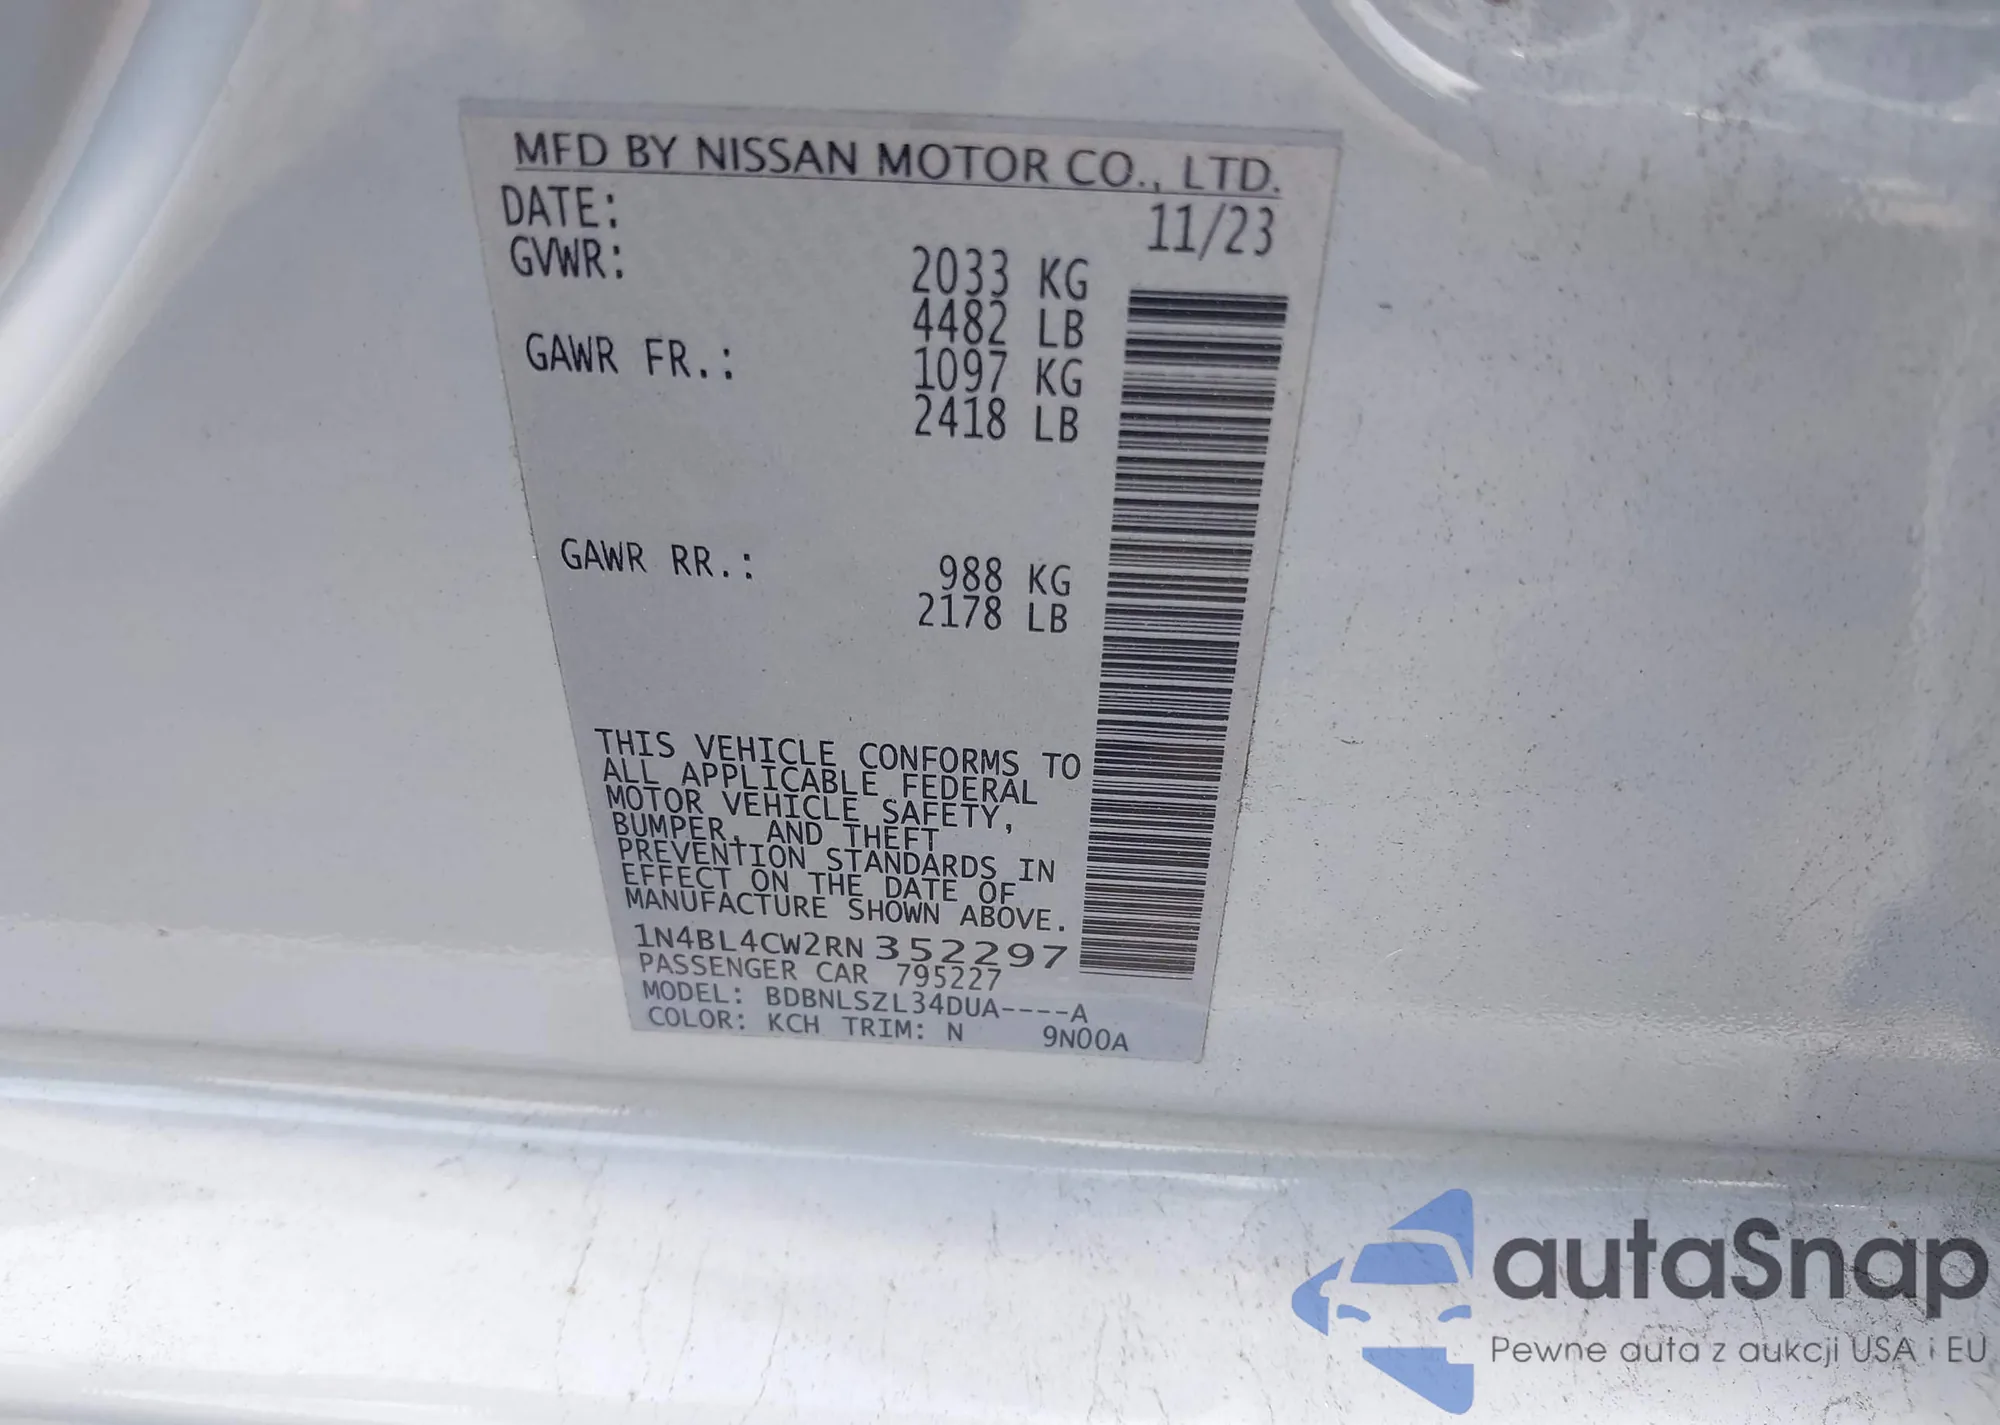 MFD BY NISSAN MOTOR CO., LTD.
DATE: 11/23
GVWR: 2033 KG
4482 LB
GAWR FR.: 1097 KG
2418 LB
GAWR RR.: 988 KG
2178 LB
THIS VEHICLE CONFORMS TO
ALL APPLICABLE FEDERAL
MOTOR VEHICLE SAFETY,
BUMPER, AND THEFT
PREVENTION STANDARDS IN
EFFECT ON THE DATE OF
MANUFACTURE SHOWN ABOVE.
1N4BL4CW2RN352297
PASSENGER CAR 795227
MODEL: BDBNLSZL34DUA----A
COLOR: KCH TRIM: N 9N00A
autaSnap
Pewne auta z aukcji USA i EU